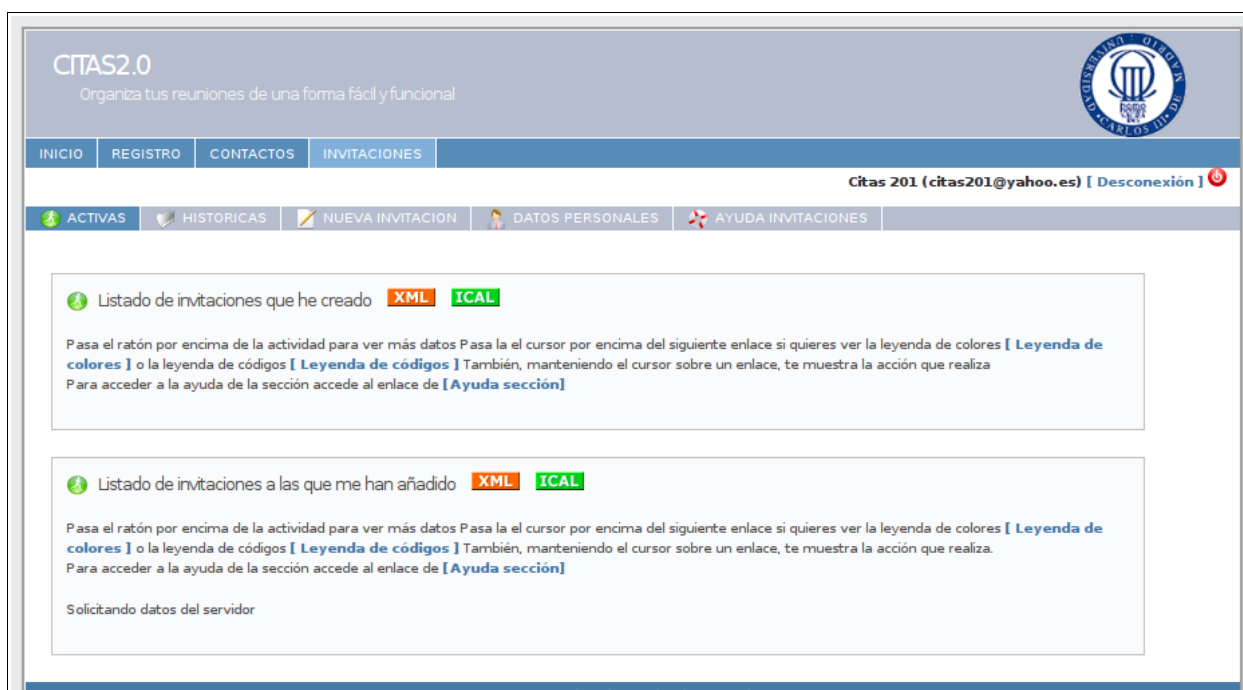 CITAS2.0
Organiza tus reuniones de una forma fácil y funcional
UNIVERSIDAD · CARLOS III · DE MADRID
INICIO REGISTRO CONTACTOS INVITACIONES
Citas 201 (citas201@yahoo.es) [ Desconexión ]
ACTIVAS HISTORICAS NUEVA INVITACION DATOS PERSONALES AYUDA INVITACIONES
Listado de invitaciones que he creado XML ICAL
Pasa el ratón por encima de la actividad para ver más datos Pasa la el cursor por encima del siguiente enlace si quieres ver la leyenda de colores [ Leyenda de
colores ] o la leyenda de códigos [ Leyenda de códigos ] También, manteniendo el cursor sobre un enlace, te muestra la acción que realiza
Para acceder a la ayuda de la sección accede al enlace de [Ayuda sección]
Listado de invitaciones a las que me han añadido XML ICAL
Pasa el ratón por encima de la actividad para ver más datos Pasa la el cursor por encima del siguiente enlace si quieres ver la leyenda de colores [ Leyenda de
colores ] o la leyenda de códigos [ Leyenda de códigos ] También, manteniendo el cursor sobre un enlace, te muestra la acción que realiza.
Para acceder a la ayuda de la sección accede al enlace de [Ayuda sección]
Solicitando datos del servidor